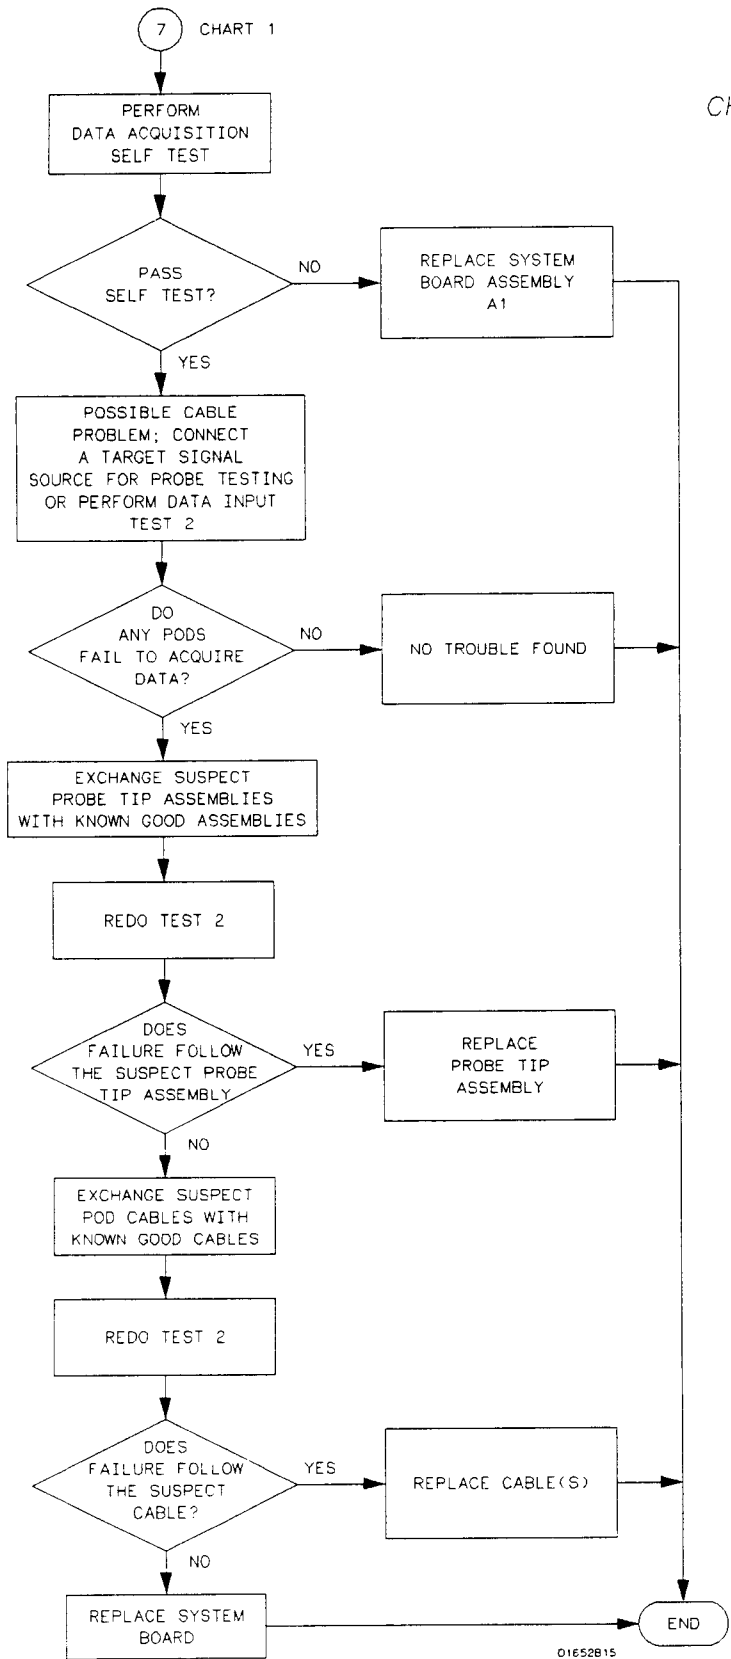 7 CHART 1
PERFORM
DATA ACQUISITION
SELF TEST
PASS
SELF TEST?
NO
REPLACE SYSTEM
BOARD ASSEMBLY
A1
YES
POSSIBLE CABLE
PROBLEM; CONNECT
A TARGET SIGNAL
SOURCE FOR PROBE TESTING
OR PERFORM DATA INPUT
TEST 2
DO
ANY PODS
FAIL TO ACQUIRE
DATA?
NO
NO TROUBLE FOUND
YES
EXCHANGE SUSPECT
PROBE TIP ASSEMBLIES
WITH KNOWN GOOD ASSEMBLIES
REDO TEST 2
DOES
FAILURE FOLLOW
THE SUSPECT PROBE
TIP ASSEMBLY
YES
REPLACE
PROBE TIP
ASSEMBLY
NO
EXCHANGE SUSPECT
POD CABLES WITH
KNOWN GOOD CABLES
REDO TEST 2
DOES
FAILURE FOLLOW
THE SUSPECT
CABLE?
YES
REPLACE CABLE(S)
NO
REPLACE SYSTEM
BOARD
END
01652B15